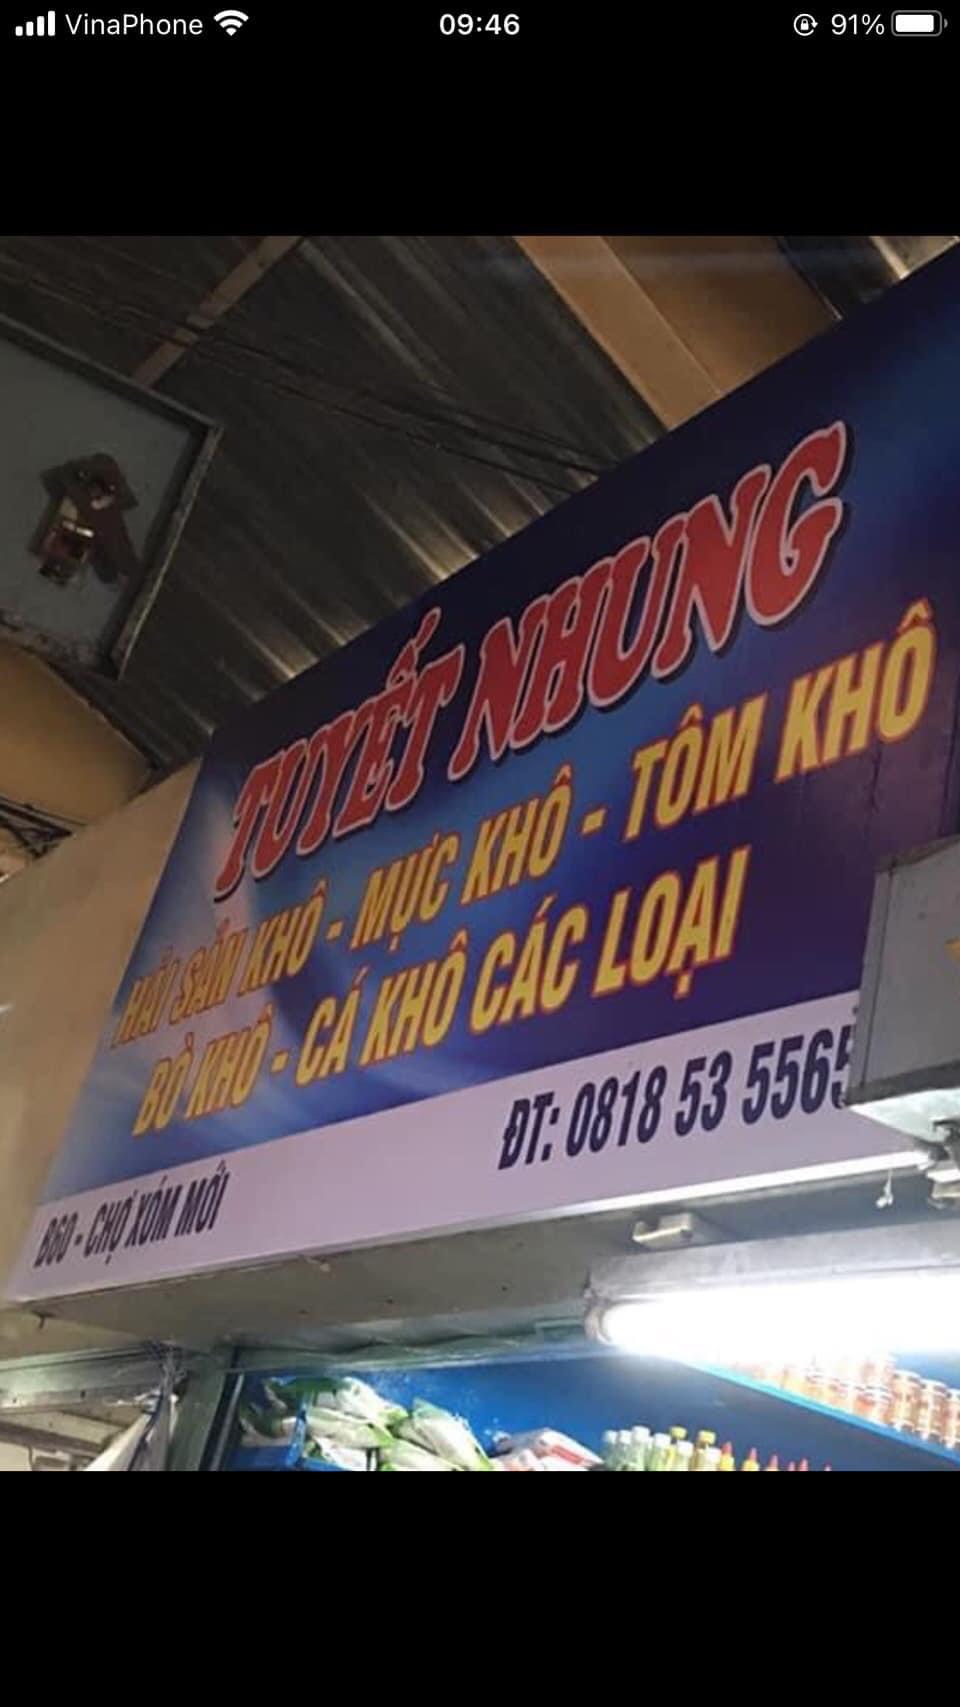 VinaPhone 09:46 91%
TUYẾT NHUNG
HẢI SẢN KHÔ - MỰC KHÔ - TÔM KHÔ
BÒ KHÔ - CÁ KHÔ CÁC LOẠI
ĐT: 0818 53 5565
B60 - CHỢ XÓM MỚI